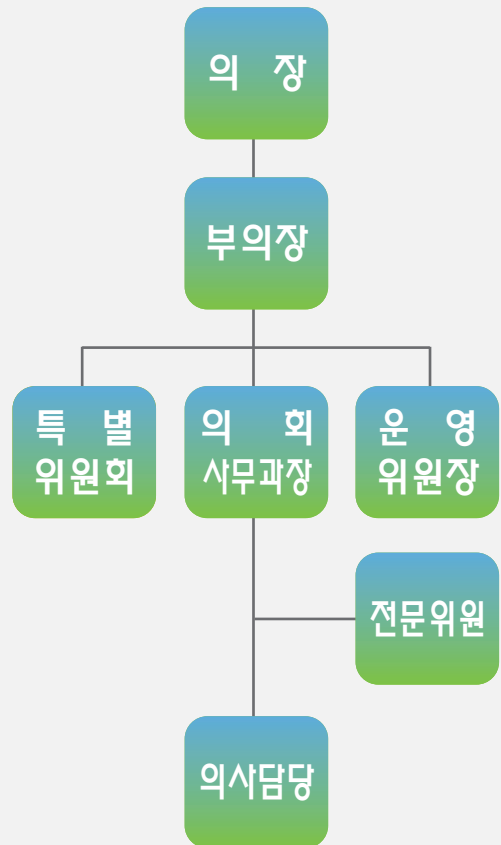 의 장
부의장
특 별
위원회
의 회
사무과장
운 영
위원장
전문위원
의사담당